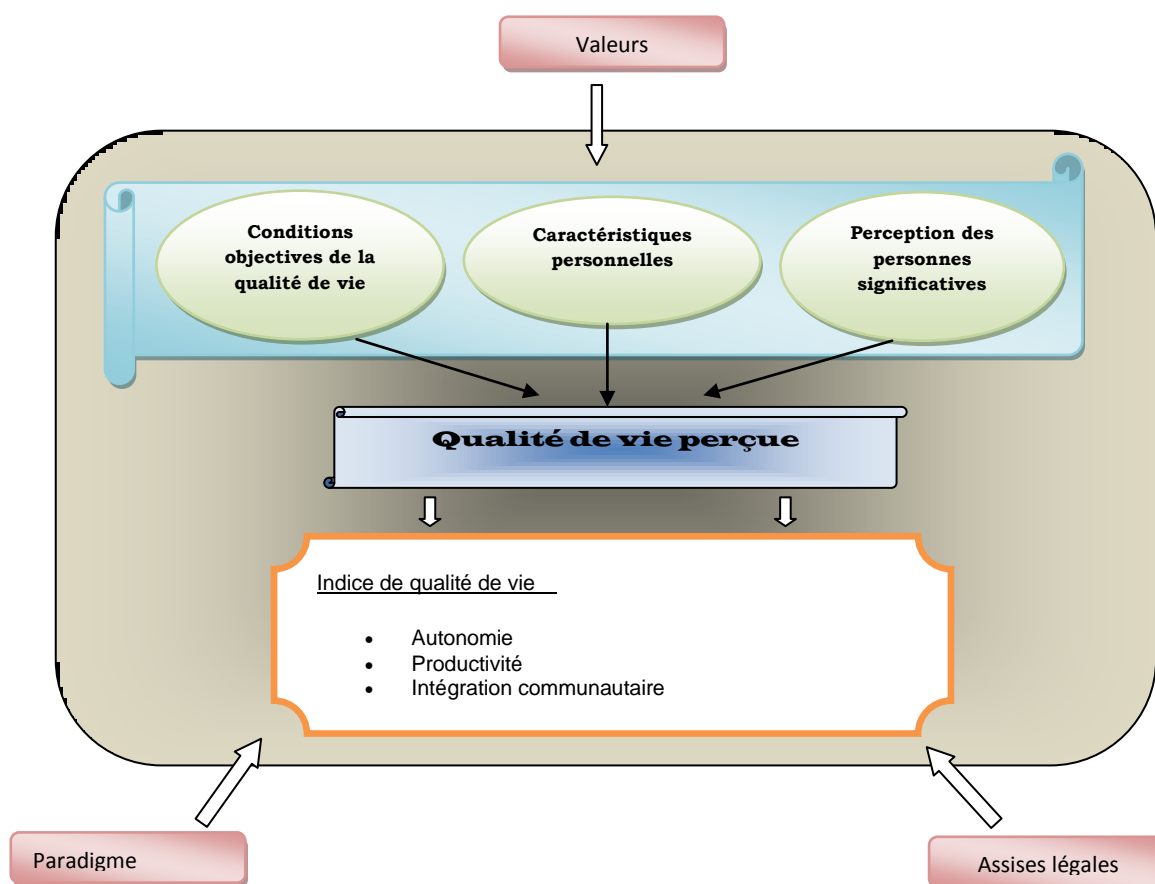 Valeurs
Conditions
objectives de la
qualité de vie
Caractéristiques
personnelles
Perception des
personnes
significatives
Qualité de vie perçue
Indice de qualité de vie
• Autonomie
• Productivité
• Intégration communautaire
Paradigme
Assises légales